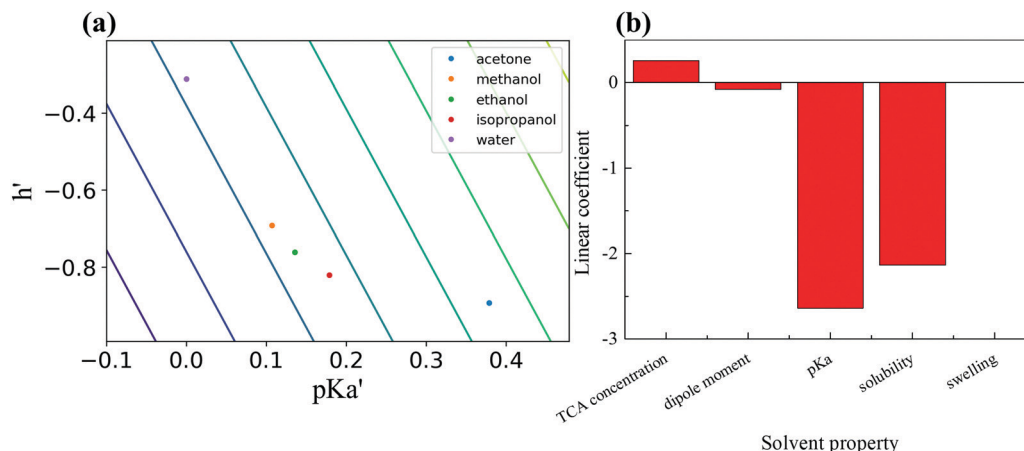 (a)
h'
−0.4
−0.6
−0.8
−0.1
0.0
0.1
0.2
0.3
0.4
pKa'
acetone
methanol
ethanol
isopropanol
water
(b)
Linear coefficient
0
-1
-2
-3
TCA concentration
dipole moment
pKa
solubility
swelling
Solvent property